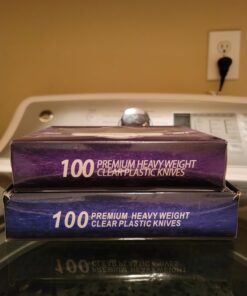 100 PREMIUM HEAVY WEIGHT
CLEAR PLASTIC KNIVES
100 PREMIUM HEAVY WEIGHT
CLEAR PLASTIC KNIVES